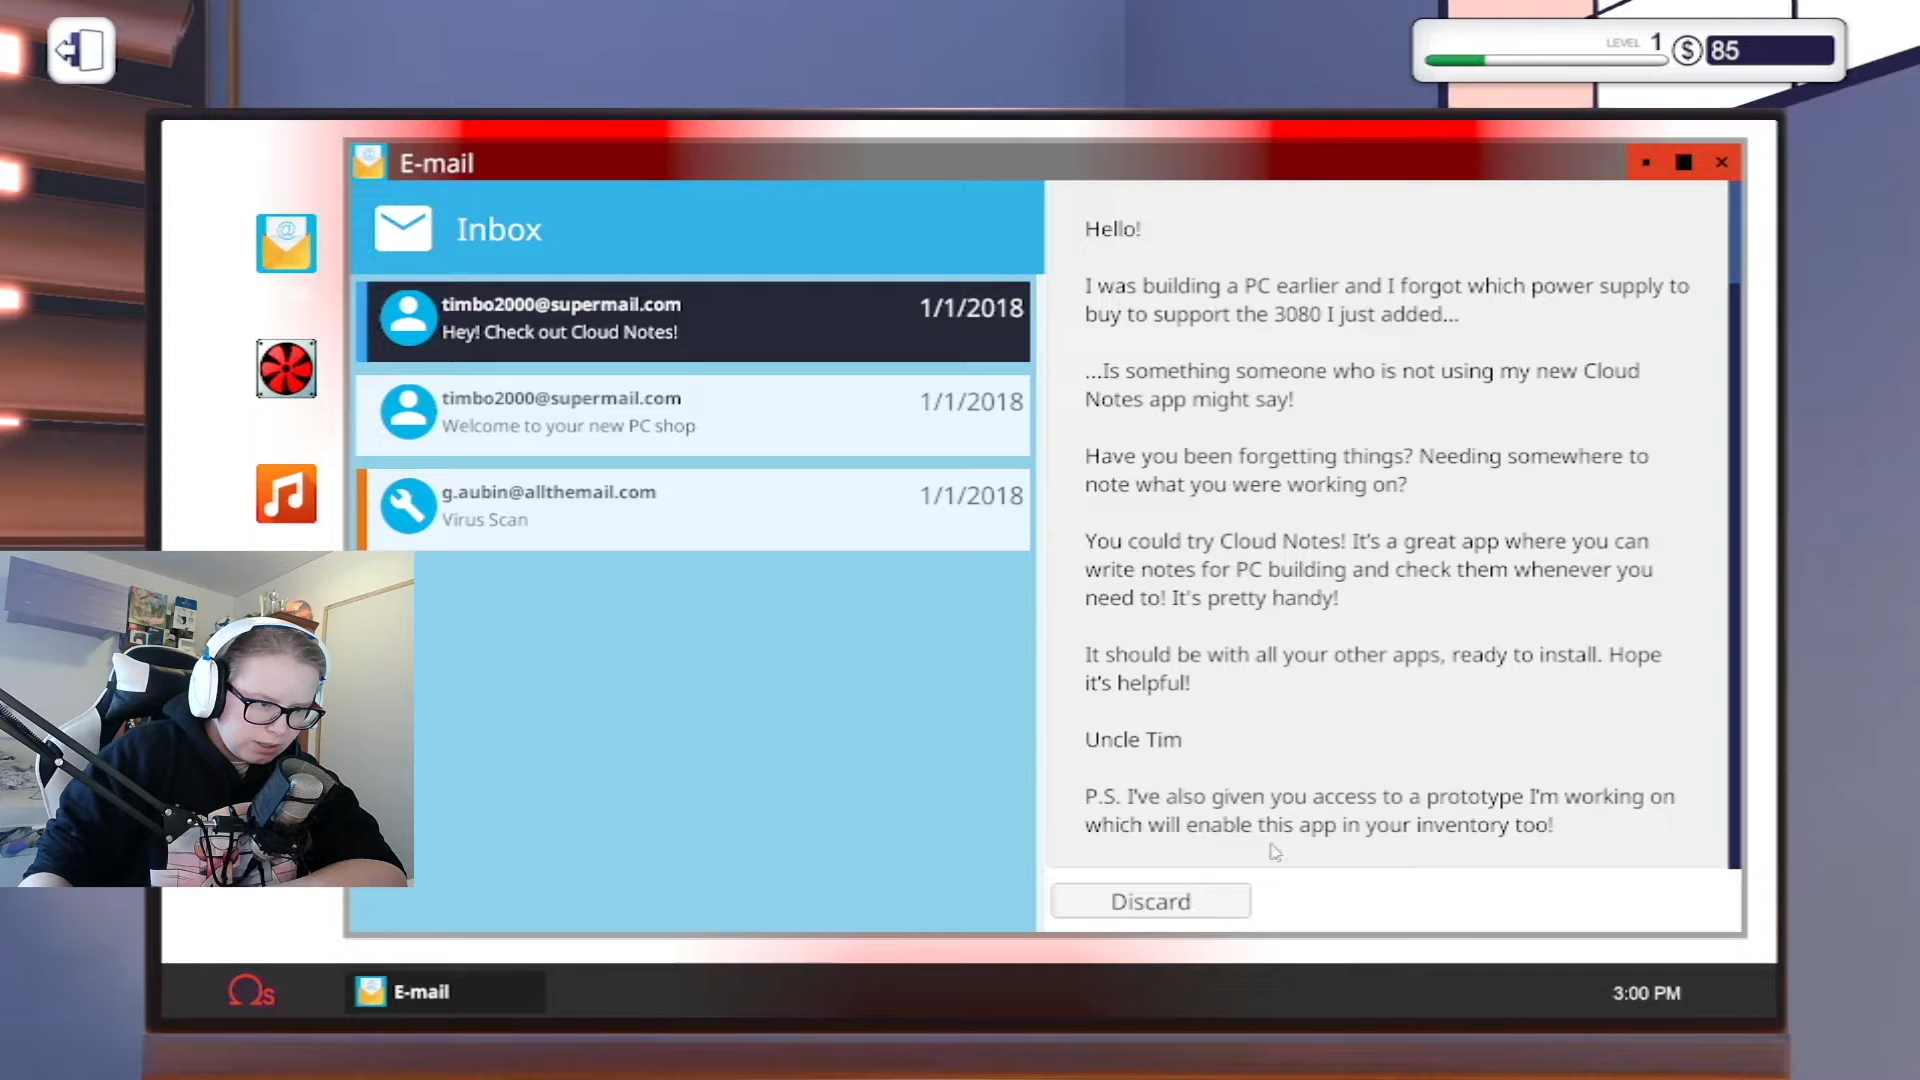 LEVEL 1 $ 85
E-mail
Inbox
timbo2000@supermail.com 1/1/2018
Hey! Check out Cloud Notes!
timbo2000@supermail.com 1/1/2018
Welcome to your new PC shop
g.aubin@allthemail.com 1/1/2018
Virus Scan
Hello!
I was building a PC earlier and I forgot which power supply to
buy to support the 3080 I just added...
...Is something someone who is not using my new Cloud
Notes app might say!
Have you been forgetting things? Needing somewhere to
note what you were working on?
You could try Cloud Notes! It's a great app where you can
write notes for PC building and check them whenever you
need to! It's pretty handy!
It should be with all your other apps, ready to install. Hope
it's helpful!
Uncle Tim
P.S. I've also given you access to a prototype I'm working on
which will enable this app in your inventory too!
Discard
Ωs
E-mail
3:00 PM